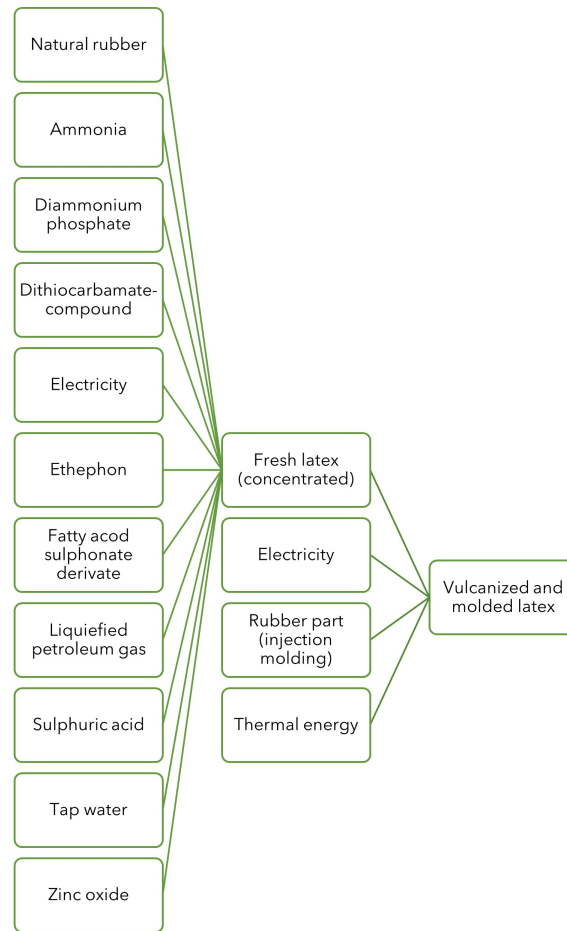 Natural rubber
Ammonia
Diammonium
phosphate
Dithiocarbamate-
compound
Electricity
Ethephon
Fatty acod
sulphonate
derivate
Liquiefied
petroleum gas
Sulphuric acid
Tap water
Zinc oxide
Fresh latex
(concentrated)
Electricity
Rubber part
(injection
molding)
Thermal energy
Vulcanized and
molded latex